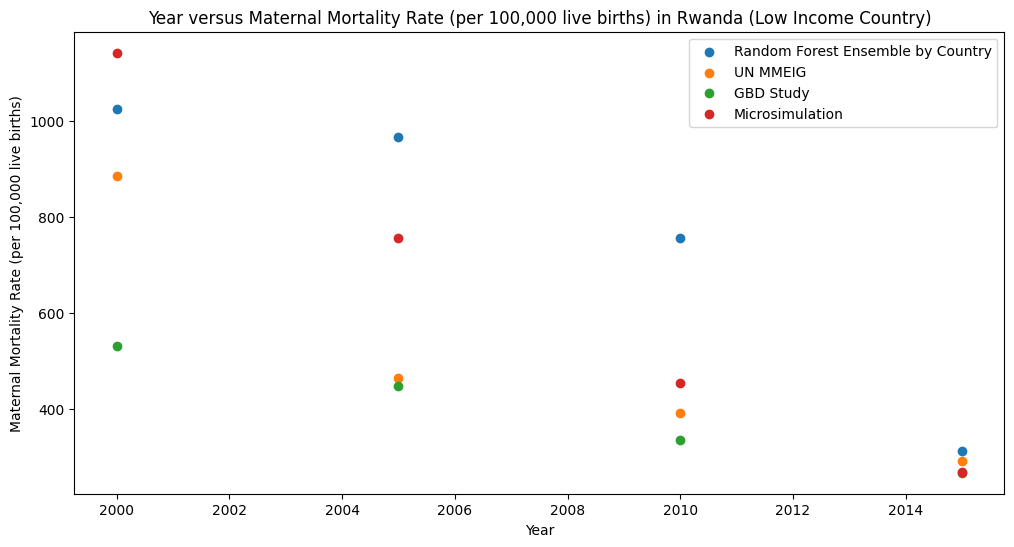 Year versus Maternal Mortality Rate (per 100,000 live births) in Rwanda (Low Income Country)
Random Forest Ensemble by Country
UN MMEIG
GBD Study
Microsimulation
Maternal Mortality Rate (per 100,000 live births)
1000
800
600
400
2000 2002 2004 2006 2008 2010 2012 2014
Year